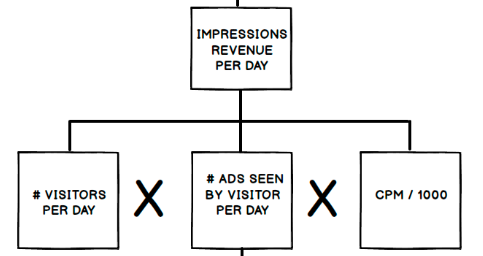 IMPRESSIONS
REVENUE
PER DAY
# VISITORS
PER DAY
X
# ADS SEEN
BY VISITOR
PER DAY
X
CPM / 1000